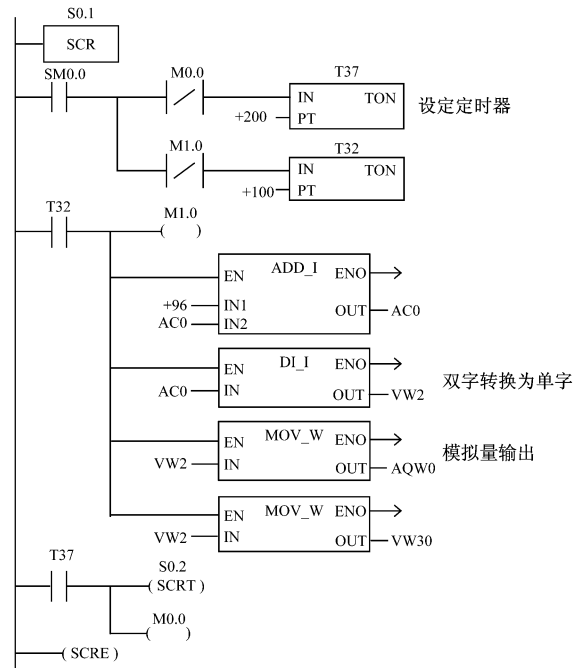 S0.1
SCR
SM0.0
M0.0
T37
IN TON
+200 PT
设定定时器
M1.0
T32
IN TON
+100 PT
T32
M1.0
( )
ADD_I
EN ENO
+96 IN1 OUT AC0
AC0 IN2
DI_I
EN ENO
AC0 IN OUT VW2
双字转换为单字
MOV_W
EN ENO
VW2 IN OUT AQW0
模拟量输出
MOV_W
EN ENO
VW2 IN OUT VW30
T37
S0.2
( SCRT )
M0.0
( )
( SCRE )